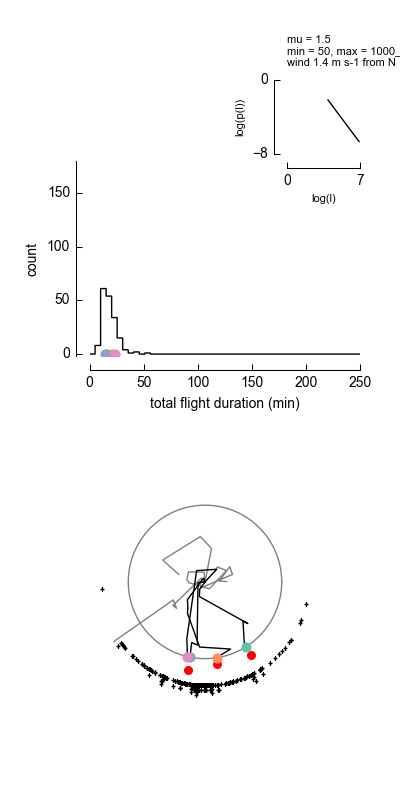 mu = 1.5
min = 50, max = 1000_
wind 1.4 m s-1 from N
0
log(p(l))
−8
0 7
log(l)
150
100
count
50
0
0 50 100 150 200 250
total flight duration (min)